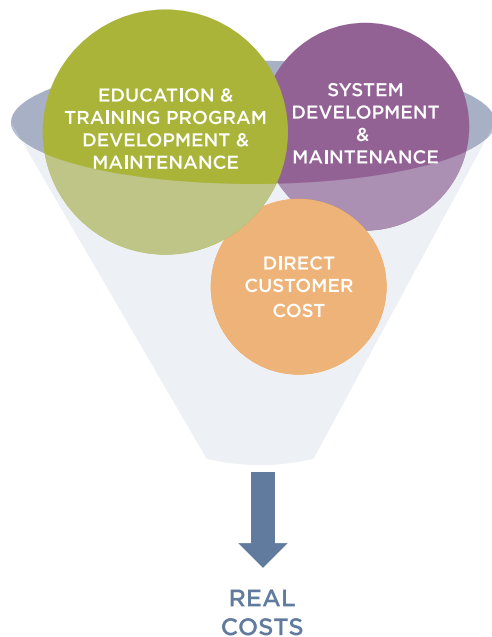 EDUCATION &
TRAINING PROGRAM
DEVELOPMENT &
MAINTENANCE
SYSTEM
DEVELOPMENT
&
MAINTENANCE
DIRECT
CUSTOMER
COST
REAL
COSTS